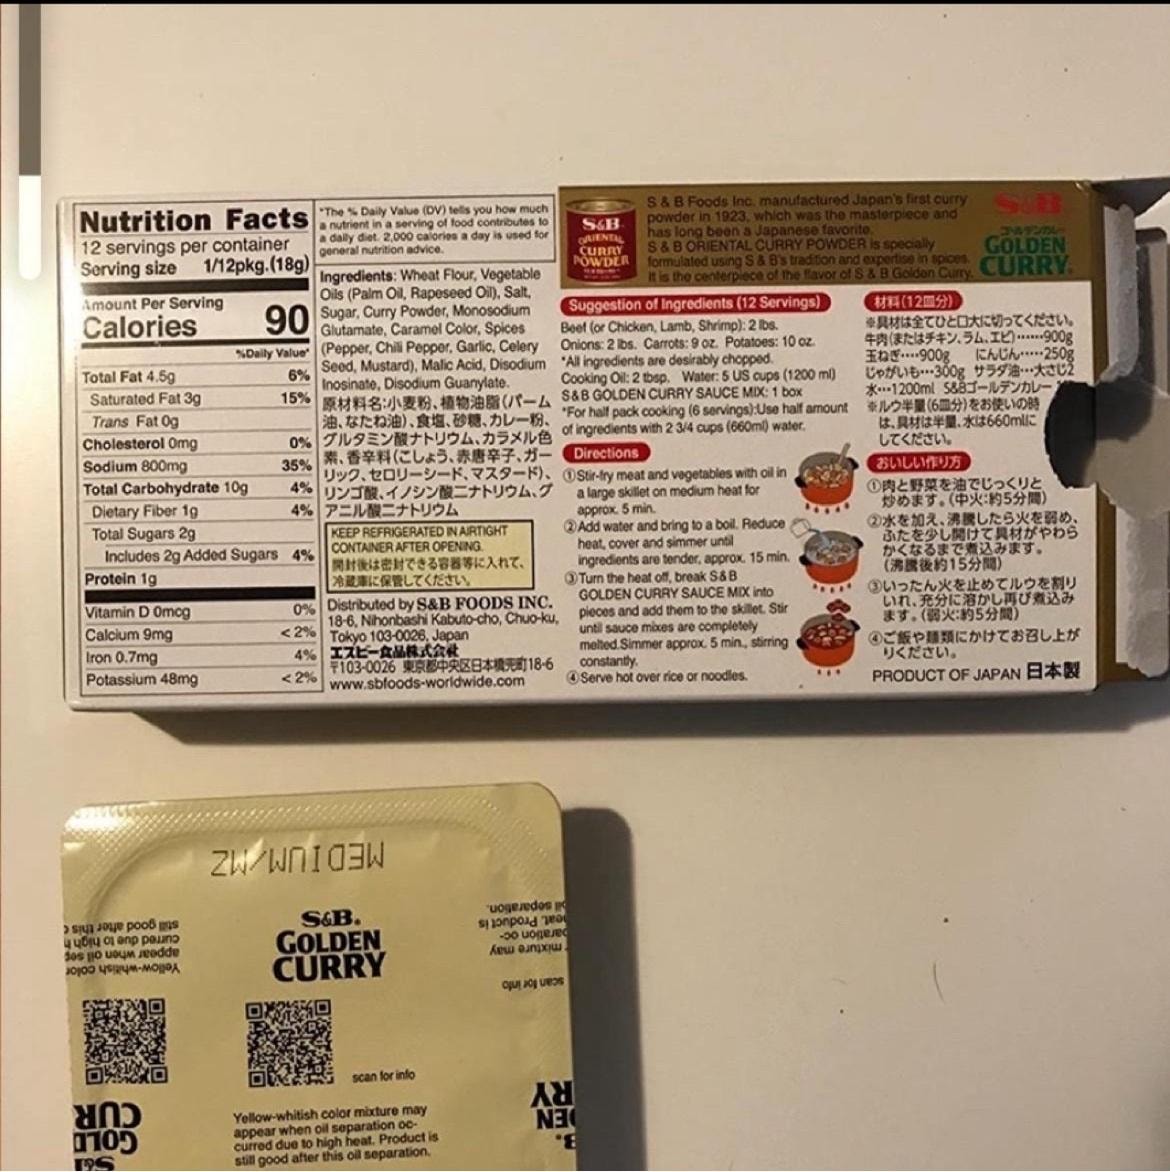 Nutrition Facts
12 servings per container
Serving size 1/12pkg.(18g)
Amount Per Serving
Calories 90
%Daily Value*
Total Fat 4.5g 6%
Saturated Fat 3g 15%
Trans Fat 0g
Cholesterol 0mg 0%
Sodium 800mg 35%
Total Carbohydrate 10g 4%
Dietary Fiber 1g 4%
Total Sugars 2g
Includes 2g Added Sugars 4%
Protein 1g
Vitamin D 0mcg 0%
Calcium 9mg <2%
Iron 0.7mg 4%
Potassium 48mg <2%
*The % Daily Value (DV) tells you how much
a nutrient in a serving of food contributes to
a daily diet. 2,000 calories a day is used for
general nutrition advice.
Ingredients: Wheat Flour, Vegetable
Oils (Palm Oil, Rapeseed Oil), Salt,
Sugar, Curry Powder, Monosodium
Glutamate, Caramel Color, Spices
(Pepper, Chili Pepper, Garlic, Celery
Seed, Mustard), Malic Acid, Disodium
Inosinate, Disodium Guanylate.
原材料名:小麦粉、植物油脂(パーム
油、なたね油)、食塩、砂糖、カレー粉、
グルタミン酸ナトリウム、カラメル色
素、香辛料(こしょう、赤唐辛子、ガー
リック、セロリーシード、マスタード)、
リンゴ酸、イノシン酸二ナトリウム、グ
アニル酸二ナトリウム
KEEP REFRIGERATED IN AIRTIGHT
CONTAINER AFTER OPENING.
開封後は密封できる容器等に入れて、
冷蔵庫に保管してください。
Distributed by S&B FOODS INC.
18-6, Nihonbashi Kabuto-cho, Chuo-ku,
Tokyo 103-0026, Japan
エスビー食品株式会社
〒103-0026 東京都中央区日本橋兜町18-6
www.sbfoods-worldwide.com
S&B
ORIENTAL
CURRY
POWDER
S & B Foods Inc. manufactured Japan's first curry
powder in 1923, which was the masterpiece and
has long been a Japanese favorite.
S & B ORIENTAL CURRY POWDER is specially
formulated using S & B's tradition and expertise in spices.
It is the centerpiece of the flavor of S & B Golden Curry.
S&B
ゴールデンカレー
GOLDEN
CURRY
Suggestion of Ingredients (12 Servings)
Beef (or Chicken, Lamb, Shrimp): 2 lbs.
Onions: 2 lbs. Carrots: 9 oz. Potatoes: 10 oz.
*All ingredients are desirably chopped.
Cooking Oil: 2 tbsp. Water: 5 US cups (1200 ml)
S&B GOLDEN CURRY SAUCE MIX: 1 box
*For half pack cooking (6 servings):Use half amount
of ingredients with 2 3/4 cups (660ml) water.
Directions
①Stir-fry meat and vegetables with oil in
a large skillet on medium heat for
approx. 5 min.
②Add water and bring to a boil. Reduce
heat, cover and simmer until
ingredients are tender, approx. 15 min.
③Turn the heat off, break S&B
GOLDEN CURRY SAUCE MIX into
pieces and add them to the skillet. Stir
until sauce mixes are completely
melted.Simmer approx. 5 min., stirring
constantly.
④Serve hot over rice or noodles.
材料(12皿分)
※具材は全てひと口大に切ってください。
牛肉(またはチキン、ラム、エビ)……900g
玉ねぎ…・900g にんじん…・250g
じゃがいも…300g サラダ油…大さじ2
水…1200ml S&Bゴールデンカレー
※ルウ半量(6皿分)をお使いの時
は、具材は半量、水は660mlに
してください。
おいしい作り方
①肉と野菜を油でじっくりと
炒めます。(中火:約5分間)
②水を加え、沸騰したら火を弱め、
ふたを少し開けて具材がやわら
かくなるまで煮込みます。
(沸騰後約15分間)
③いったん火を止めてルウを割り
いれ、充分に溶かし再び煮込み
ます。(弱火:約5分間)
④ご飯や麺類にかけてお召し上が
りください。
PRODUCT OF JAPAN 日本製
MEDIUM/MZ
S&B
GOLDEN
CURRY
scan for info
Yellow-whitish color mixture may
appear when oil separation oc-
curred due to high heat. Product is
still good after this oil separation.
Yellow-whitish color
appear when oil sep
curred due to high h
still good after this
scan for info
mixture may
paration oc-
heat. Product is
oil separation.
GOLD
CUR
EN
RY